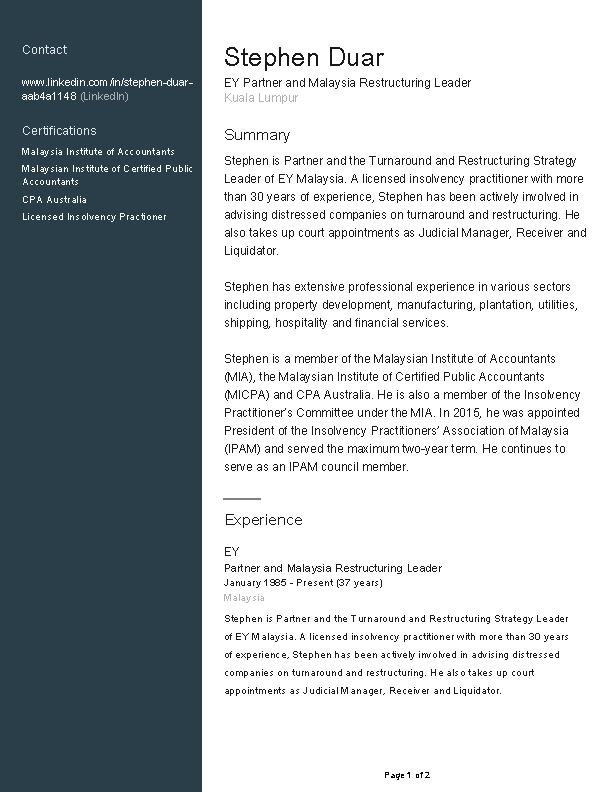 Contact
www.linkedin.com/in/stephen-duar-
aab4a1148 (LinkedIn)
Certifications
Malaysia Institute of Accountants
Malaysian Institute of Certified Public
Accountants
CPA Australia
Licensed Insolvency Practioner
Stephen Duar
EY Partner and Malaysia Restructuring Leader
Kuala Lumpur
Summary
Stephen is Partner and the Turnaround and Restructuring Strategy
Leader of EY Malaysia. A licensed insolvency practitioner with more
than 30 years of experience, Stephen has been actively involved in
advising distressed companies on turnaround and restructuring. He
also takes up court appointments as Judicial Manager, Receiver and
Liquidator.
Stephen has extensive professional experience in various sectors
including property development, manufacturing, plantation, utilities,
shipping, hospitality and financial services.
Stephen is a member of the Malaysian Institute of Accountants
(MIA), the Malaysian Institute of Certified Public Accountants
(MICPA) and CPA Australia. He is also a member of the Insolvency
Practitioner's Committee under the MIA. In 2015, he was appointed
President of the Insolvency Practitioners' Association of Malaysia
(IPAM) and served the maximum two-year term. He continues to
serve as an IPAM council member.
Experience
EY
Partner and Malaysia Restructuring Leader
January 1985 - Present (37 years)
Malaysia
Stephen is Partner and the Turnaround and Restructuring Strategy Leader
of EY Malaysia. A licensed insolvency practitioner with more than 30 years
of experience, Stephen has been actively involved in advising distressed
companies on turnaround and restructuring. He also takes up court
appointments as Judicial Manager, Receiver and Liquidator.
Page 1 of 2